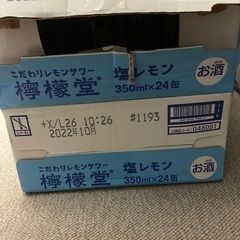 こだわりレモンサワー
檸檬堂
塩レモン
350ml×24缶
お酒
+X/L26 10:26
2022年10月
#1193
こだわりレモンサワー
檸檬堂
塩レモン
350ml×24缶
お酒